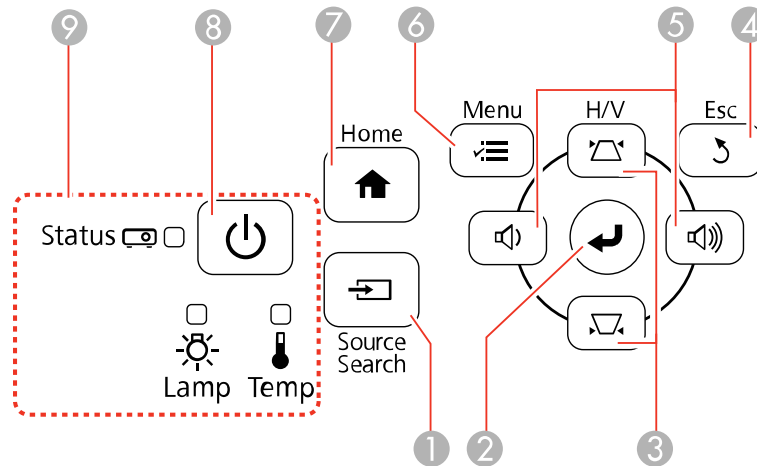 9 8 7 6 5 4
Menu H/V Esc
Home
Status
Source
Search
Lamp Temp
1 2 3